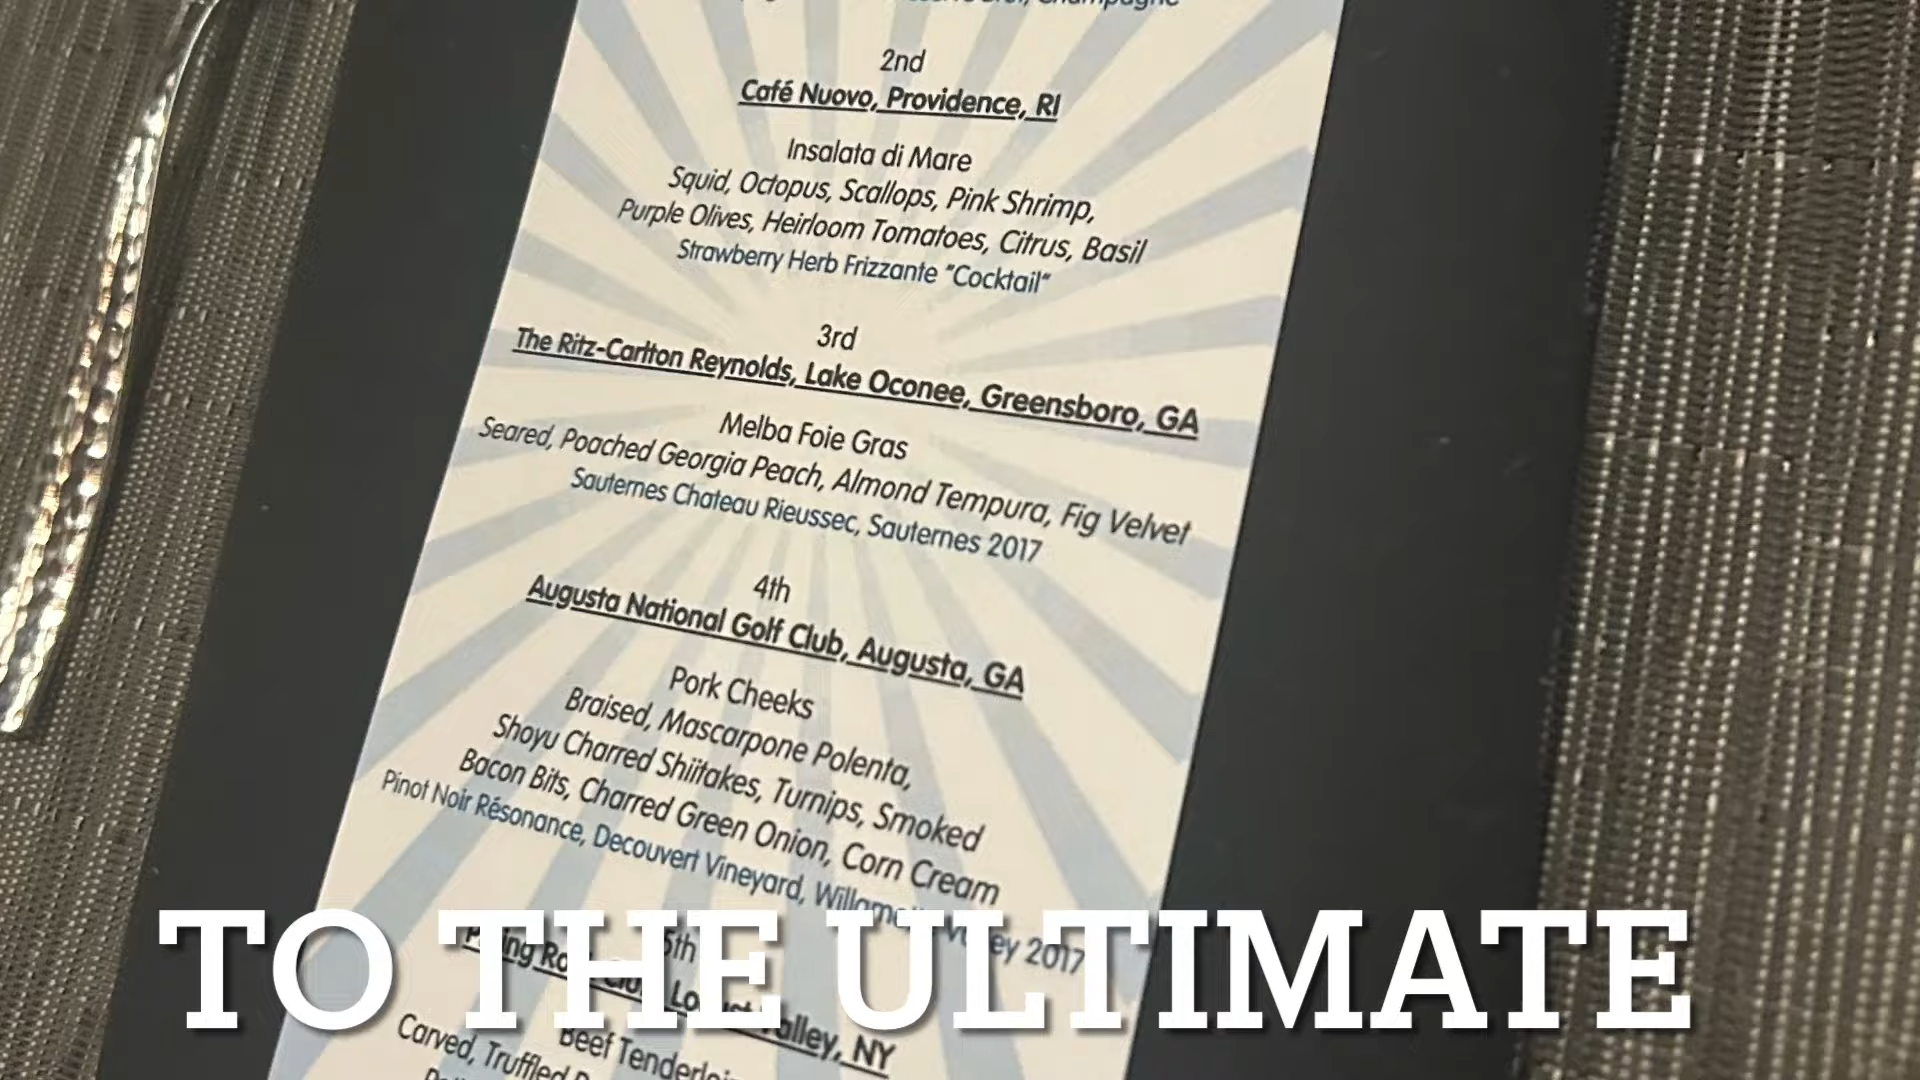 Champagne
2nd
Café Nuovo, Providence, RI
Insalata di Mare
Squid, Octopus, Scallops, Pink Shrimp,
Purple Olives, Heirloom Tomatoes, Citrus, Basil
Strawberry Herb Frizzante "Cocktail"
3rd
The Ritz-Carlton Reynolds, Lake Oconee, Greensboro, GA
Melba Foie Gras
Seared, Poached Georgia Peach, Almond Tempura, Fig Velvet
Sauternes Chateau Rieussec, Sauternes 2017
4th
Augusta National Golf Club, Augusta, GA
Pork Cheeks
Braised, Mascarpone Polenta,
Shoyu Charred Shiitakes, Turnips, Smoked
Bacon Bits, Charred Green Onion, Corn Cream
Pinot Noir Résonance, Decouvert Vineyard, 2017
5th
NY
Beef
Carved, Truffled
TO THE ULTIMATE